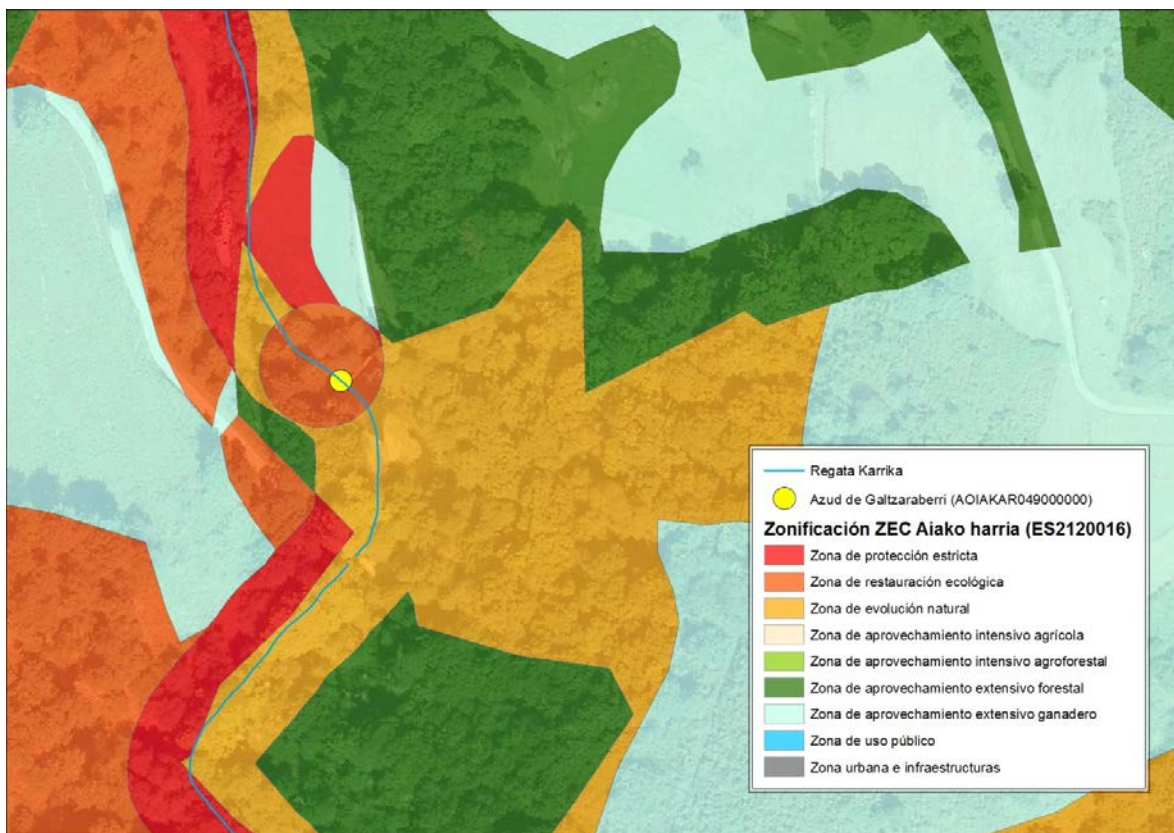 Regata Karrika
Azud de Galtzaraberri (AOIAKAR049000000)
Zonificación ZEC Aiako harria (ES2120016)
Zona de protección estricta
Zona de restauración ecológica
Zona de evolución natural
Zona de aprovechamiento intensivo agrícola
Zona de aprovechamiento intensivo agroforestal
Zona de aprovechamiento extensivo forestal
Zona de aprovechamiento extensivo ganadero
Zona de uso público
Zona urbana e infraestructuras